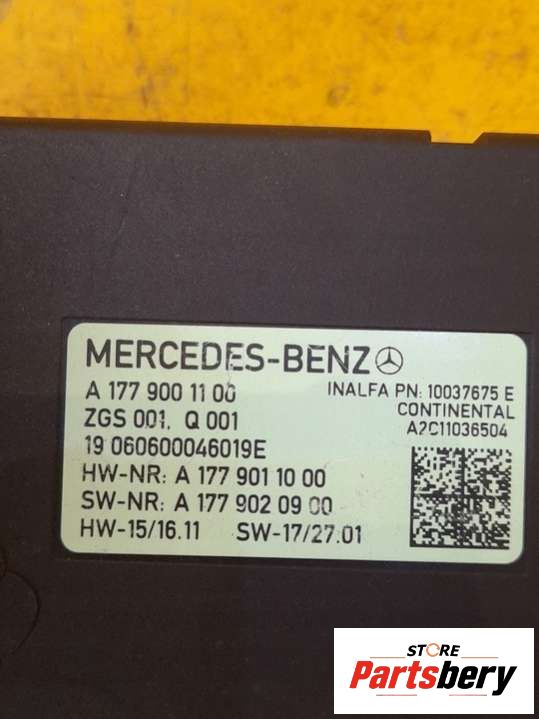 MERCEDES-BENZ
A 177 900 11 00
ZGS 001, Q 001
19 060600046019E
HW-NR: A 177 901 10 00
SW-NR: A 177 902 09 00
HW-15/16.11 SW-17/27.01
INALFA PN: 10037675 E
CONTINENTAL
A2C11036504
STORE
Partsbery